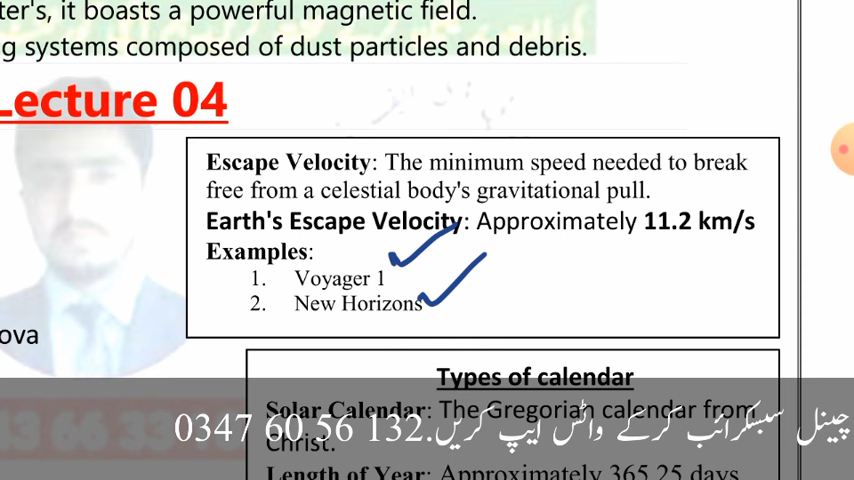 ter's, it boasts a powerful magnetic field.
g systems composed of dust particles and debris.
Lecture 04
Escape Velocity: The minimum speed needed to break
free from a celestial body's gravitational pull.
Earth's Escape Velocity: Approximately 11.2 km/s
Examples:
1. Voyager 1
2. New Horizons
ova
Types of calendar
Solar Calendar: The Gregorian calendar from
Christ.
چینل سبسکرائب کرکے واٹس ایپ کریں.132 56 60 0347
Length of Year: Approximately 365.25 days